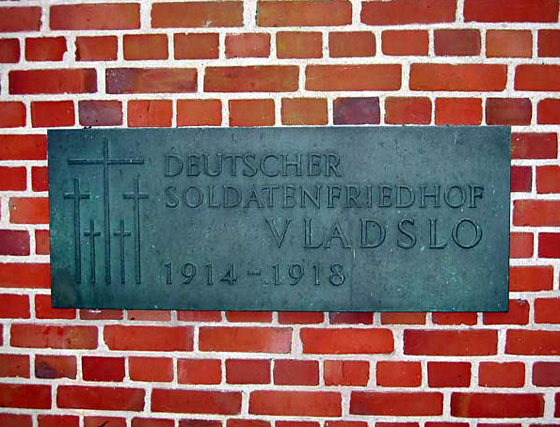 DEUTSCHER
SOLDATENFRIEDHOF
VLADSLO
1914-1918